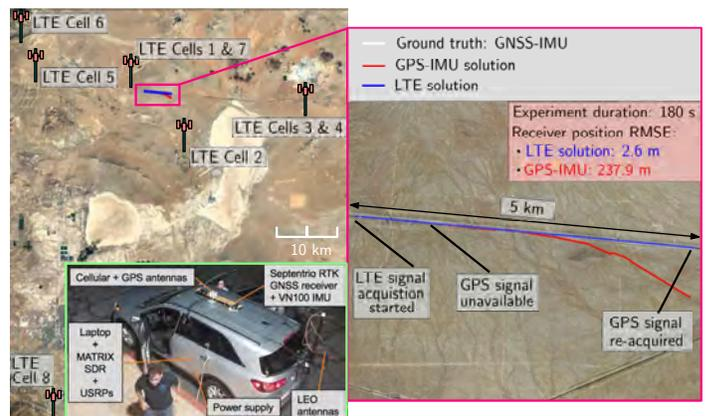 LTE Cell 6
LTE Cells 1 & 7
LTE Cell 5
LTE Cells 3 & 4
LTE Cell 2
10 km
Cellular + GPS antennas
Septentrio RTK
GNSS receiver
+ VN100 IMU
Laptop
+
MATRIX
SDR
+
USRPs
Power supply
LEO
antennas
LTE
Cell 8
Ground truth: GNSS-IMU
GPS-IMU solution
LTE solution
Experiment duration: 180 s
Receiver position RMSE:
• LTE solution: 2.6 m
• GPS-IMU: 237.9 m
5 km
LTE signal
acquistion
started
GPS signal
unavailable
GPS signal
re-acquired